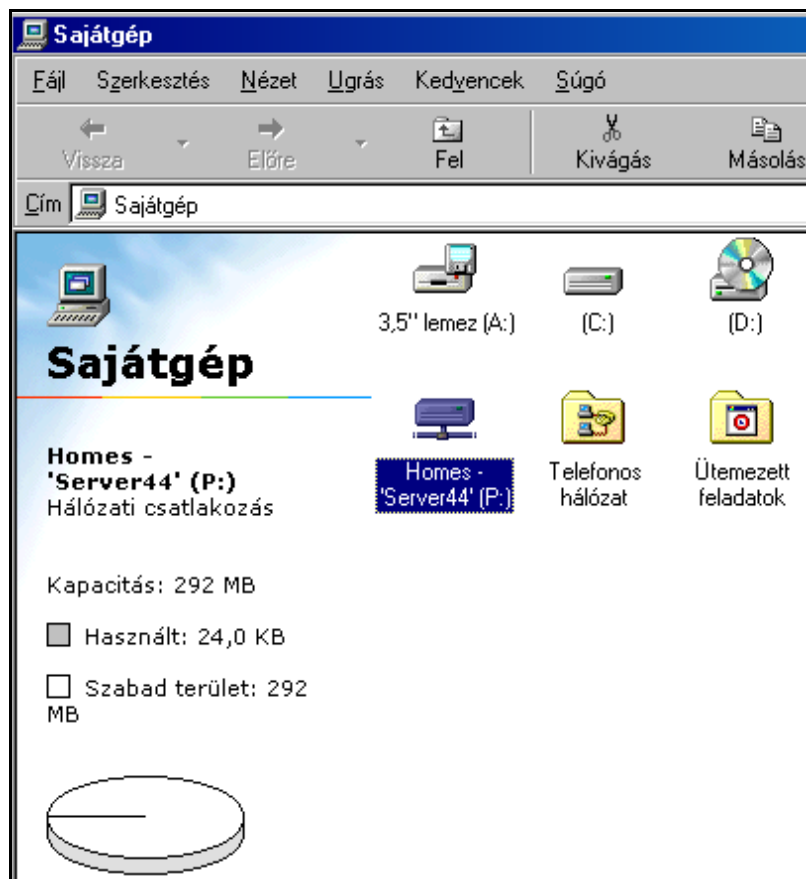 Sajátgép
Fájl Szerkesztés Nézet Ugrás Kedvencek Súgó
Vissza Előre Fel Kivágás Másolás
Cím Sajátgép
3,5" lemez (A:) (C:) (D:)
Sajátgép
Homes -
'Server44' (P:)
Telefonos
hálózat
Ütemezett
feladatok
Homes -
'Server44' (P:)
Hálózati csatlakozás
Kapacitás: 292 MB
Használt: 24,0 KB
Szabad terület: 292
MB